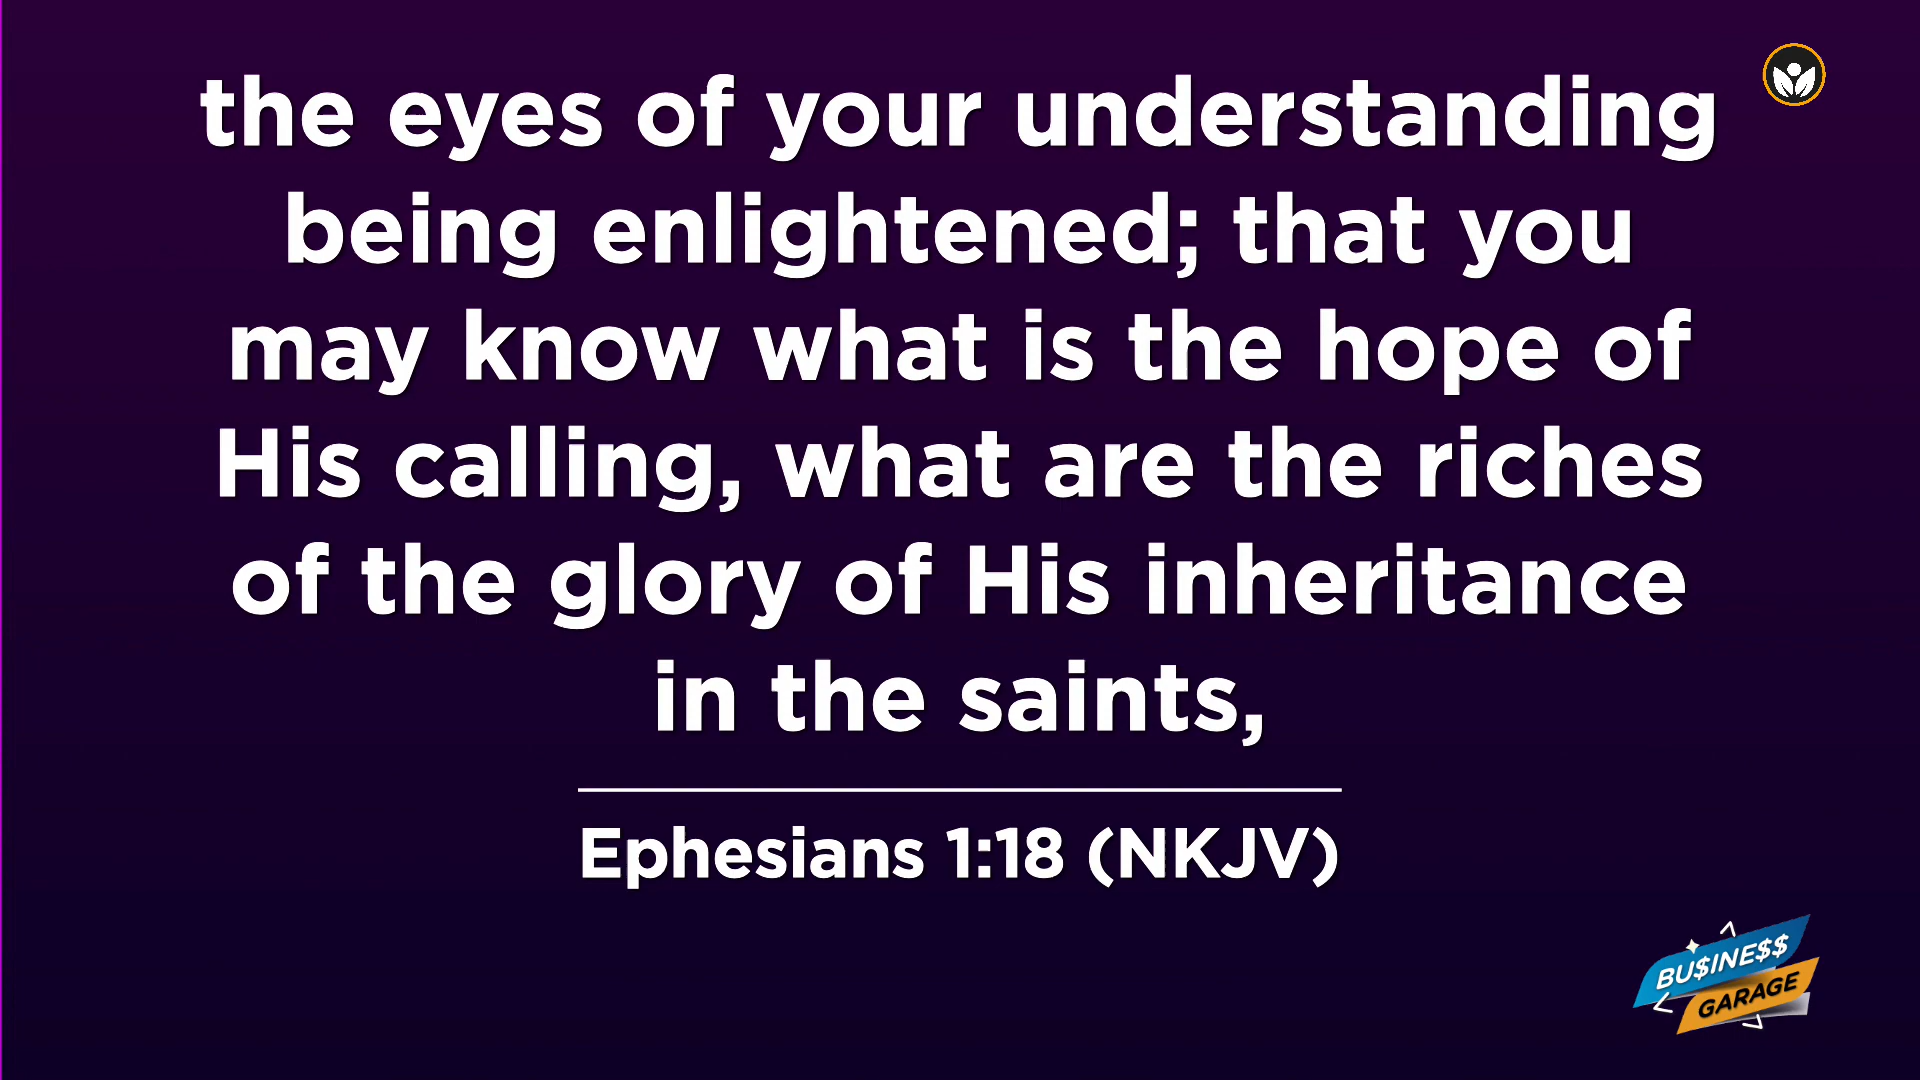 the eyes of your understanding
being enlightened; that you
may know what is the hope of
His calling, what are the riches
of the glory of His inheritance
in the saints,
Ephesians 1:18 (NKJV)
BU$INE$$
GARAGE